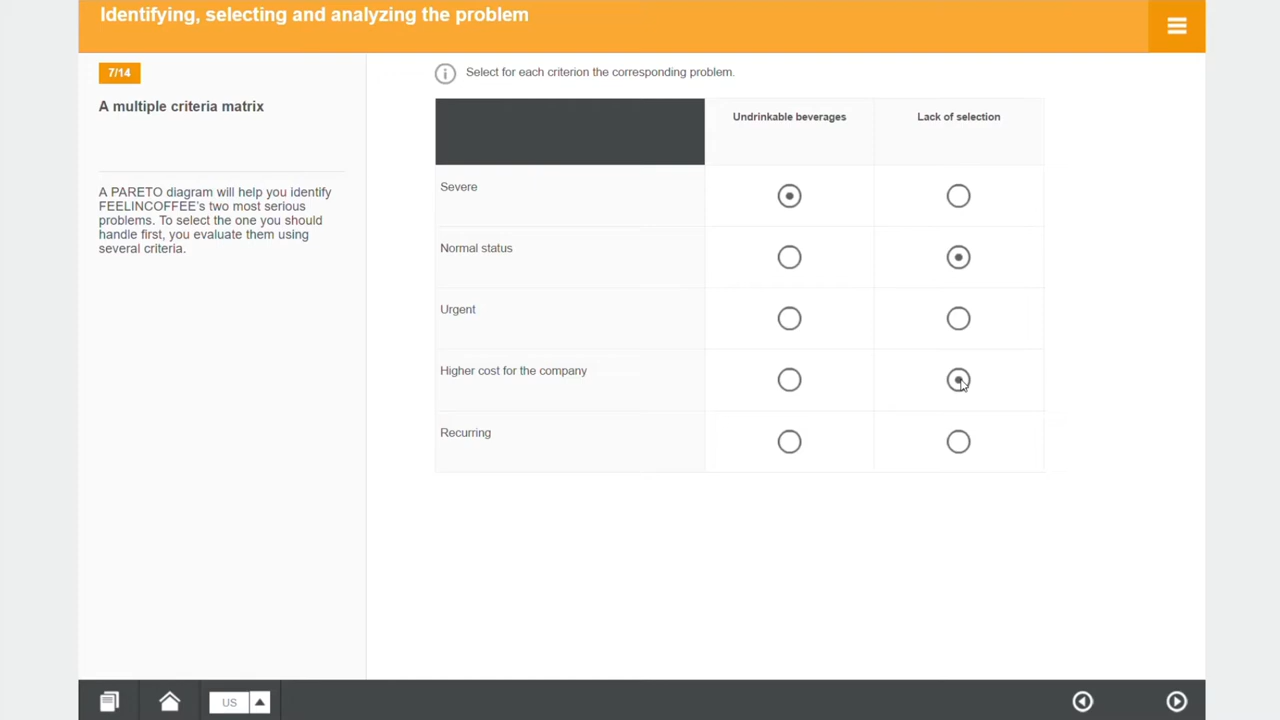 Identifying, selecting and analyzing the problem
7/14
A multiple criteria matrix
A PARETO diagram will help you identify
FEELINCOFFEE's two most serious
problems. To select the one you should
handle first, you evaluate them using
several criteria.
Select for each criterion the corresponding problem.
Undrinkable beverages
Lack of selection
Severe
Normal status
Urgent
Higher cost for the company
Recurring
US